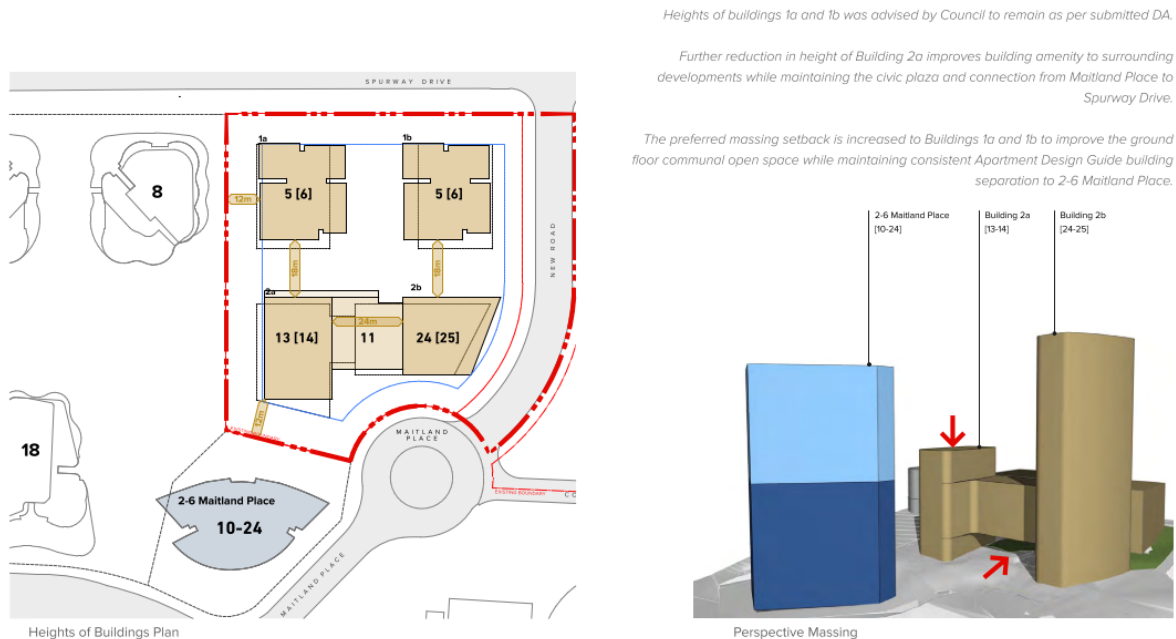 Heights of buildings 1a and 1b was advised by Council to remain as per submitted DA.
Further reduction in height of Building 2a improves building amenity to surrounding
developments while maintaining the civic plaza and connection from Maitland Place to
Spurway Drive.
The preferred massing setback is increased to Buildings 1a and 1b to improve the ground
floor communal open space while maintaining consistent Apartment Design Guide building
separation to 2-6 Maitland Place.
SPURWAY DRIVE
1a
1b
8
5 [6]
5 [6]
12m
18m
18m
NEW ROAD
2a
2b
24m
13 [14]
11
24 [25]
12m
MAITLAND
PLACE
18
2-6 Maitland Place
10-24
EXISTING BOUNDARY
MAITLAND PLACE
Heights of Buildings Plan
2-6 Maitland Place
[10-24]
Building 2a
[13-14]
Building 2b
[24-25]
Perspective Massing